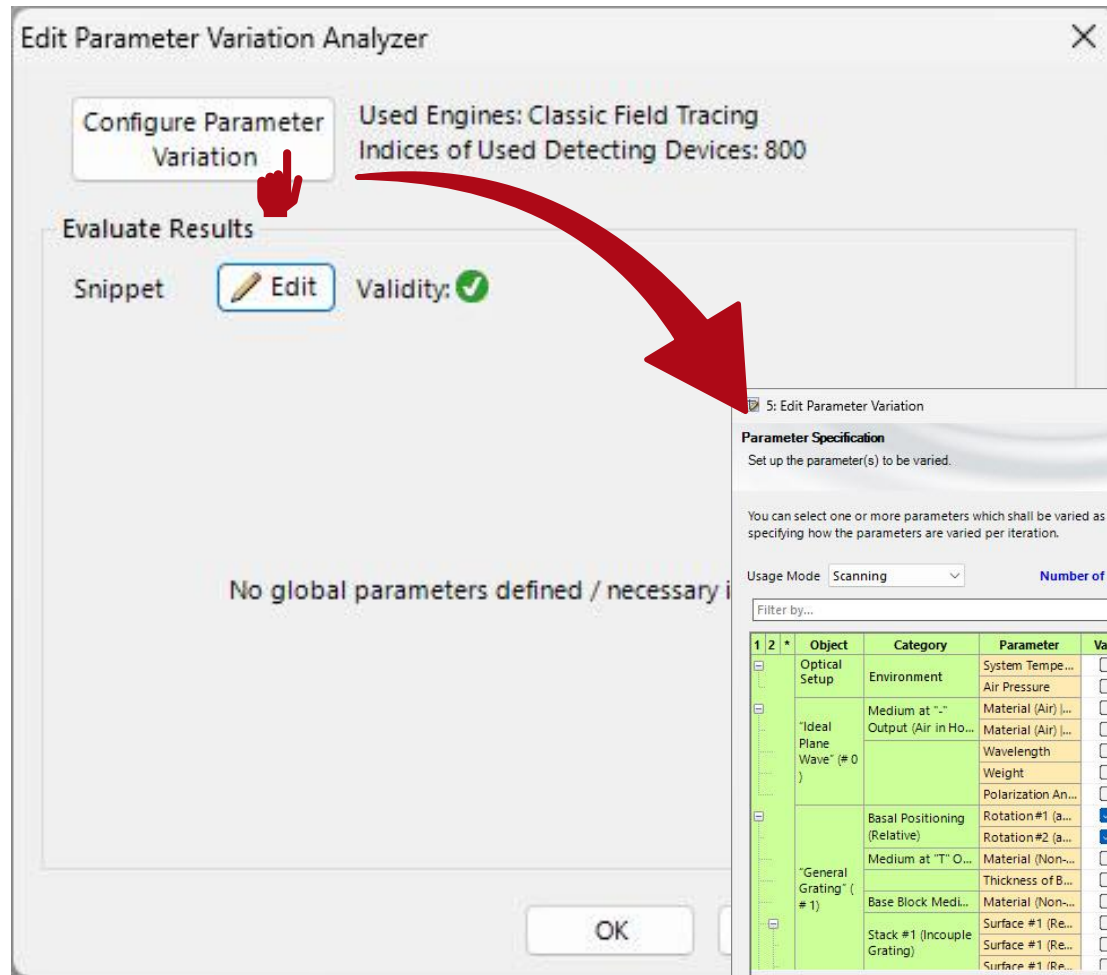 Edit Parameter Variation Analyzer
Configure Parameter
Variation
Used Engines: Classic Field Tracing
Indices of Used Detecting Devices: 800
Evaluate Results
Snippet
Edit
Validity:
No global parameters defined / necessary i
OK
5: Edit Parameter Variation
Parameter Specification
Set up the parameter(s) to be varied.
You can select one or more parameters which shall be varied as
specifying how the parameters are varied per iteration.
Usage Mode Scanning
Number of
Filter by...
1 2 * Object Category Parameter Va
Optical
Setup
Environment
System Tempe...
Air Pressure
"Ideal
Plane
Wave" (# 0
)
Medium at "-"
Output (Air in Ho...
Material (Air) |...
Material (Air) |...
Wavelength
Weight
Polarization An...
"General
Grating" (
# 1)
Basal Positioning
(Relative)
Rotation #1 (a...
Rotation #2 (a...
Medium at "T" O...
Material (Non-...
Thickness of B...
Base Block Medi...
Material (Non-...
Stack #1 (Incouple
Grating)
Surface #1 (Re...
Surface #1 (Re...
Surface #1 (Re...